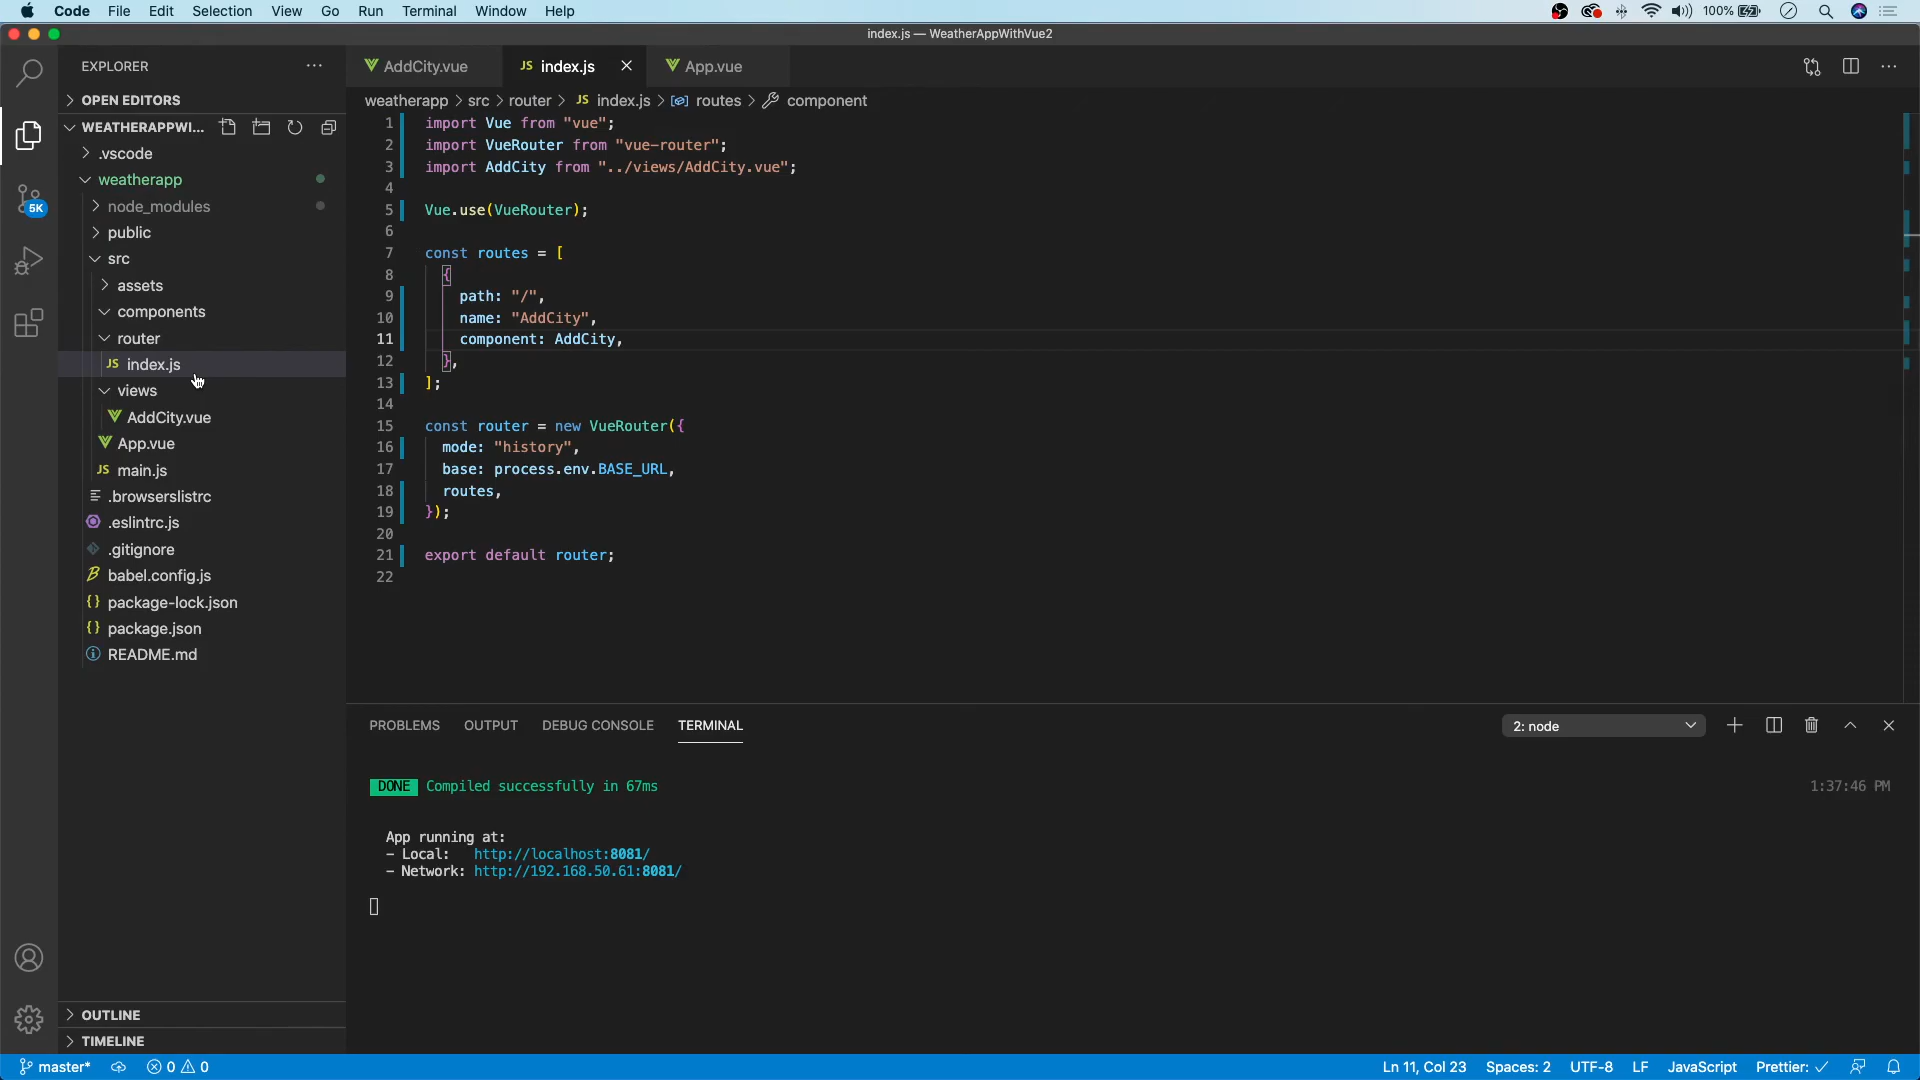 Code File Edit Selection View Go Run Terminal Window Help 100%
index.js — WeatherAppWithVue2
EXPLORER ···
OPEN EDITORS
WEATHERAPPWI...
.vscode
weatherapp
node_modules
public
src
assets
components
router
JS index.js
views
AddCity.vue
App.vue
JS main.js
.browserslistrc
.eslintrc.js
.gitignore
babel.config.js
{} package-lock.json
{} package.json
README.md
OUTLINE
TIMELINE
5K
AddCity.vue JS index.js App.vue
weatherapp > src > router > JS index.js > routes > component
1 import Vue from "vue";
2 import VueRouter from "vue-router";
3 import AddCity from "../views/AddCity.vue";
4
5 Vue.use(VueRouter);
6
7 const routes = [
8 {
9 path: "/",
10 name: "AddCity",
11 component: AddCity,
12 },
13 ];
14
15 const router = new VueRouter({
16 mode: "history",
17 base: process.env.BASE_URL,
18 routes,
19 });
20
21 export default router;
22
PROBLEMS OUTPUT DEBUG CONSOLE TERMINAL 2: node
DONE Compiled successfully in 67ms 1:37:46 PM
App running at:
- Local: http://localhost:8081/
- Network: http://192.168.50.61:8081/
master* 0 0 Ln 11, Col 23 Spaces: 2 UTF-8 LF JavaScript Prettier: ✓